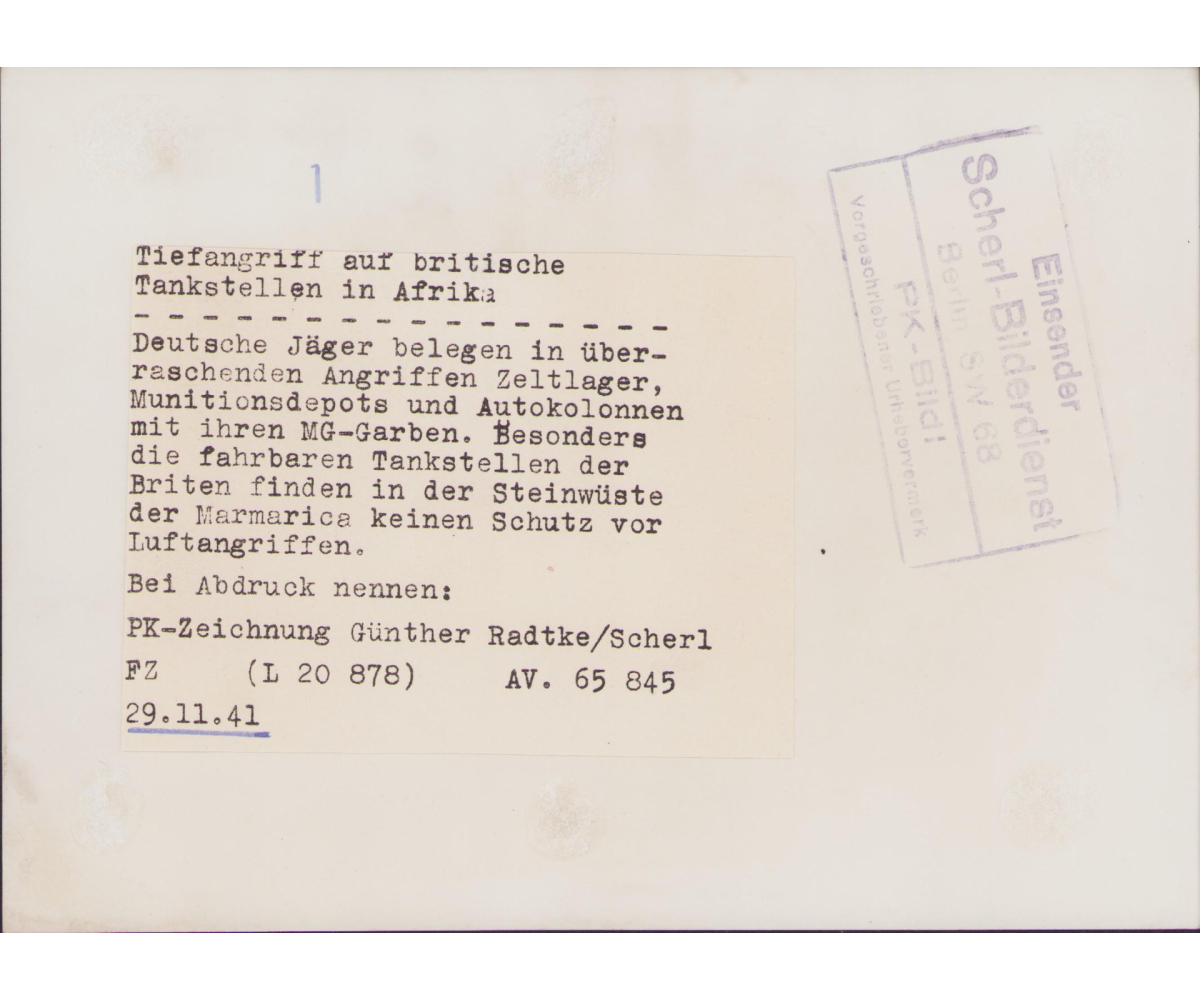 1
Tiefangriff auf britische
Tankstellen in Afrika
- - - - - - - - - - - - - - - -
Deutsche Jäger belegen in über-
raschenden Angriffen Zeltlager,
Munitionsdepots und Autokolonnen
mit ihren MG-Garben. Besonders
die fahrbaren Tankstellen der
Briten finden in der Steinwüste
der Marmarica keinen Schutz vor
Luftangriffen.
Bei Abdruck nennen:
PK-Zeichnung Günther Radtke/Scherl
FZ (L 20 878) AV. 65 845
29.11.41
Einsender
Scherl-Bilderdienst
Berlin SW 68
PK-Bild!
Vorgeschriebener Urhebervermerk